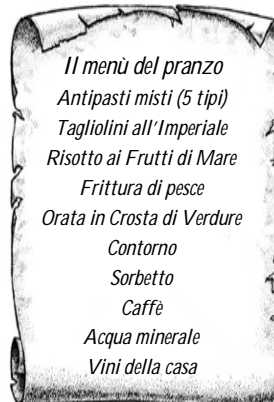 Il menù del pranzo
Antipasti misti (5 tipi)
Tagliolini all'Imperiale
Risotto ai Frutti di Mare
Frittura di pesce
Orata in Crosta di Verdure
Contorno
Sorbetto
Caffè
Acqua minerale
Vini della casa